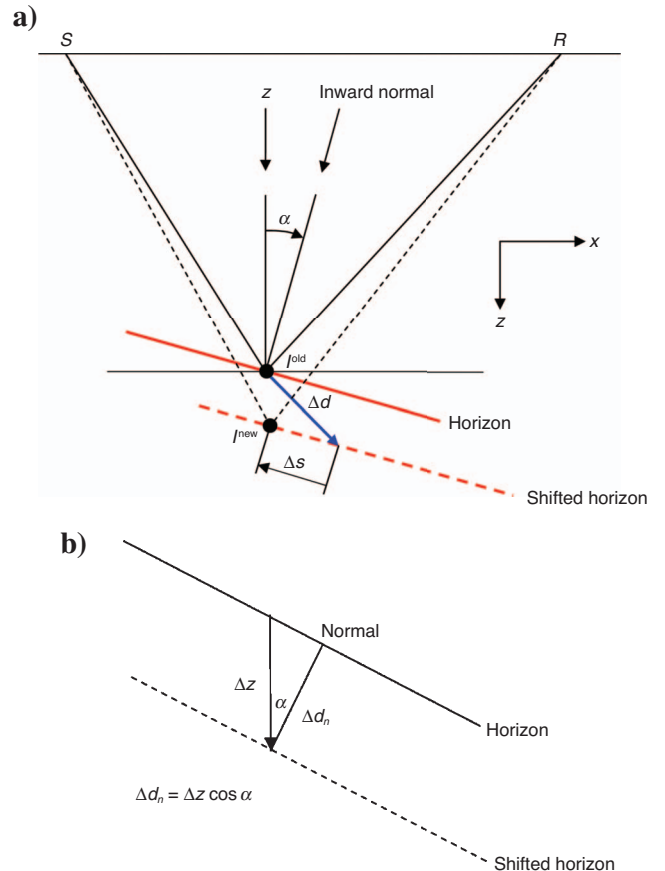 a)
S
R
z
Inward normal
α
x
z
I^old
Δd
Horizon
I^new
Δs
Shifted horizon
b)
Normal
Δz
α
Δd_n
Horizon
Δd_n = Δz cos α
Shifted horizon